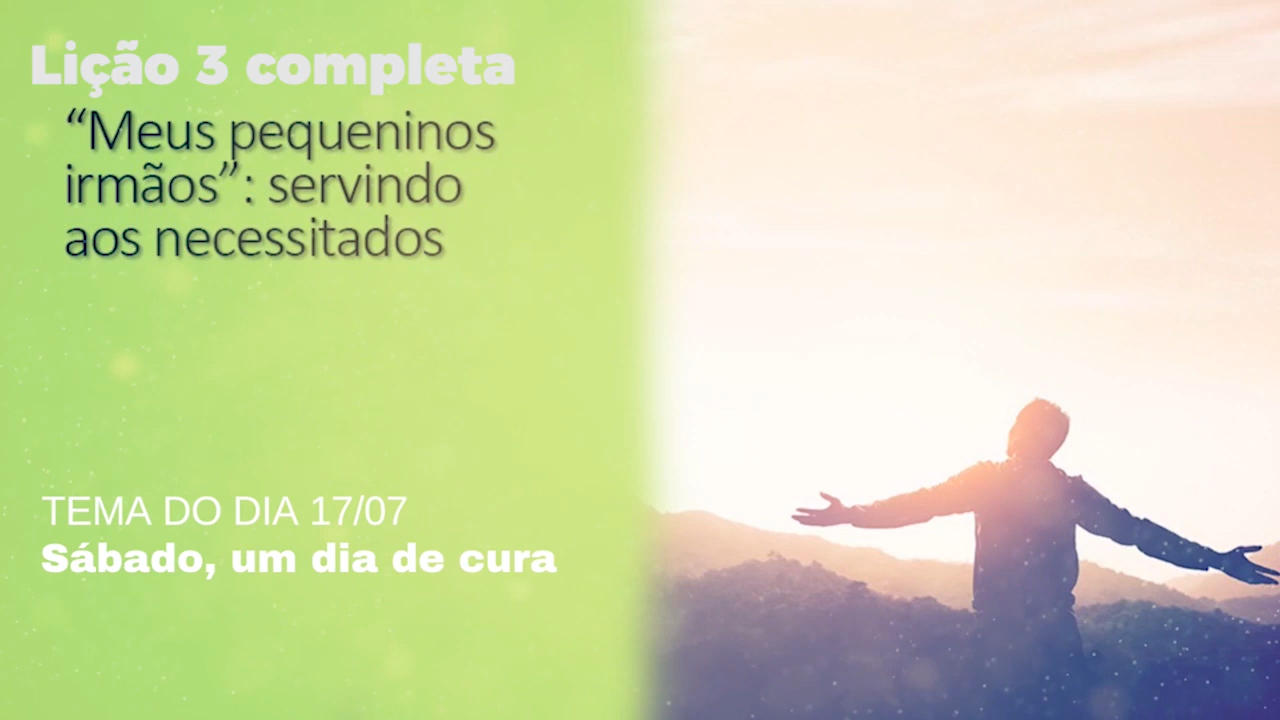 Lição 3 completa
“Meus pequeninos
irmãos”: servindo
aos necessitados
TEMA DO DIA 17/07
Sábado, um dia de cura